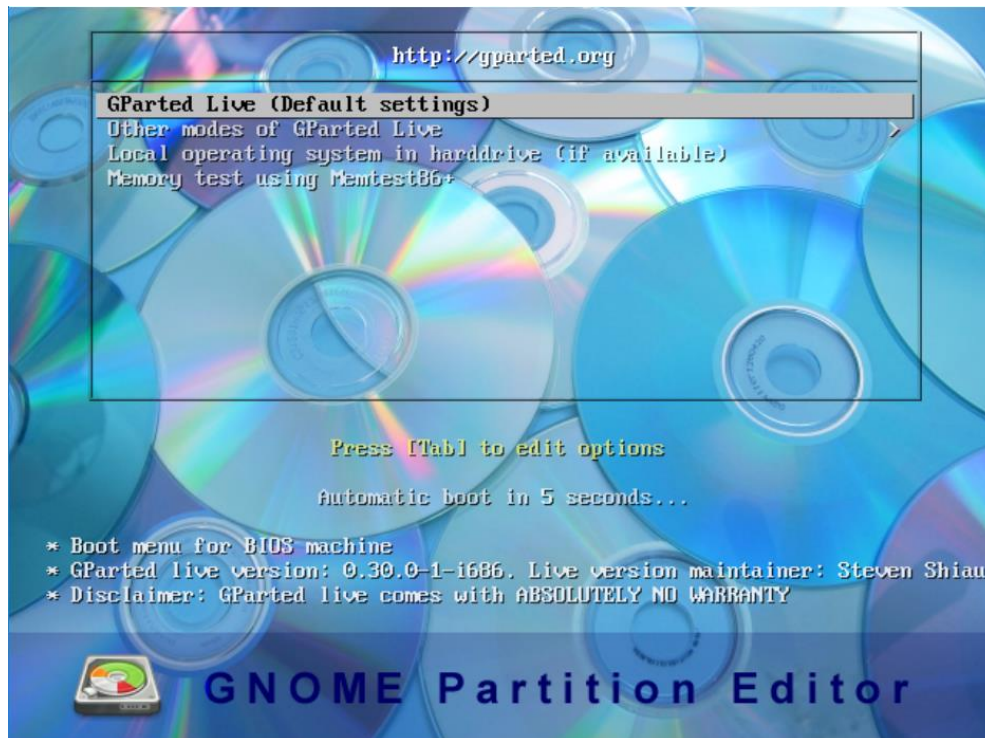 http://gparted.org
GParted Live (Default settings)
Other modes of GParted Live >
Local operating system in harddrive (if available)
Memory test using Memtest86+
Press [Tab] to edit options
Automatic boot in 5 seconds...
* Boot menu for BIOS machine
* GParted live version: 0.30.0-1-i686. Live version maintainer: Steven Shiau
* Disclaimer: GParted live comes with ABSOLUTELY NO WARRANTY
GNOME Partition Editor